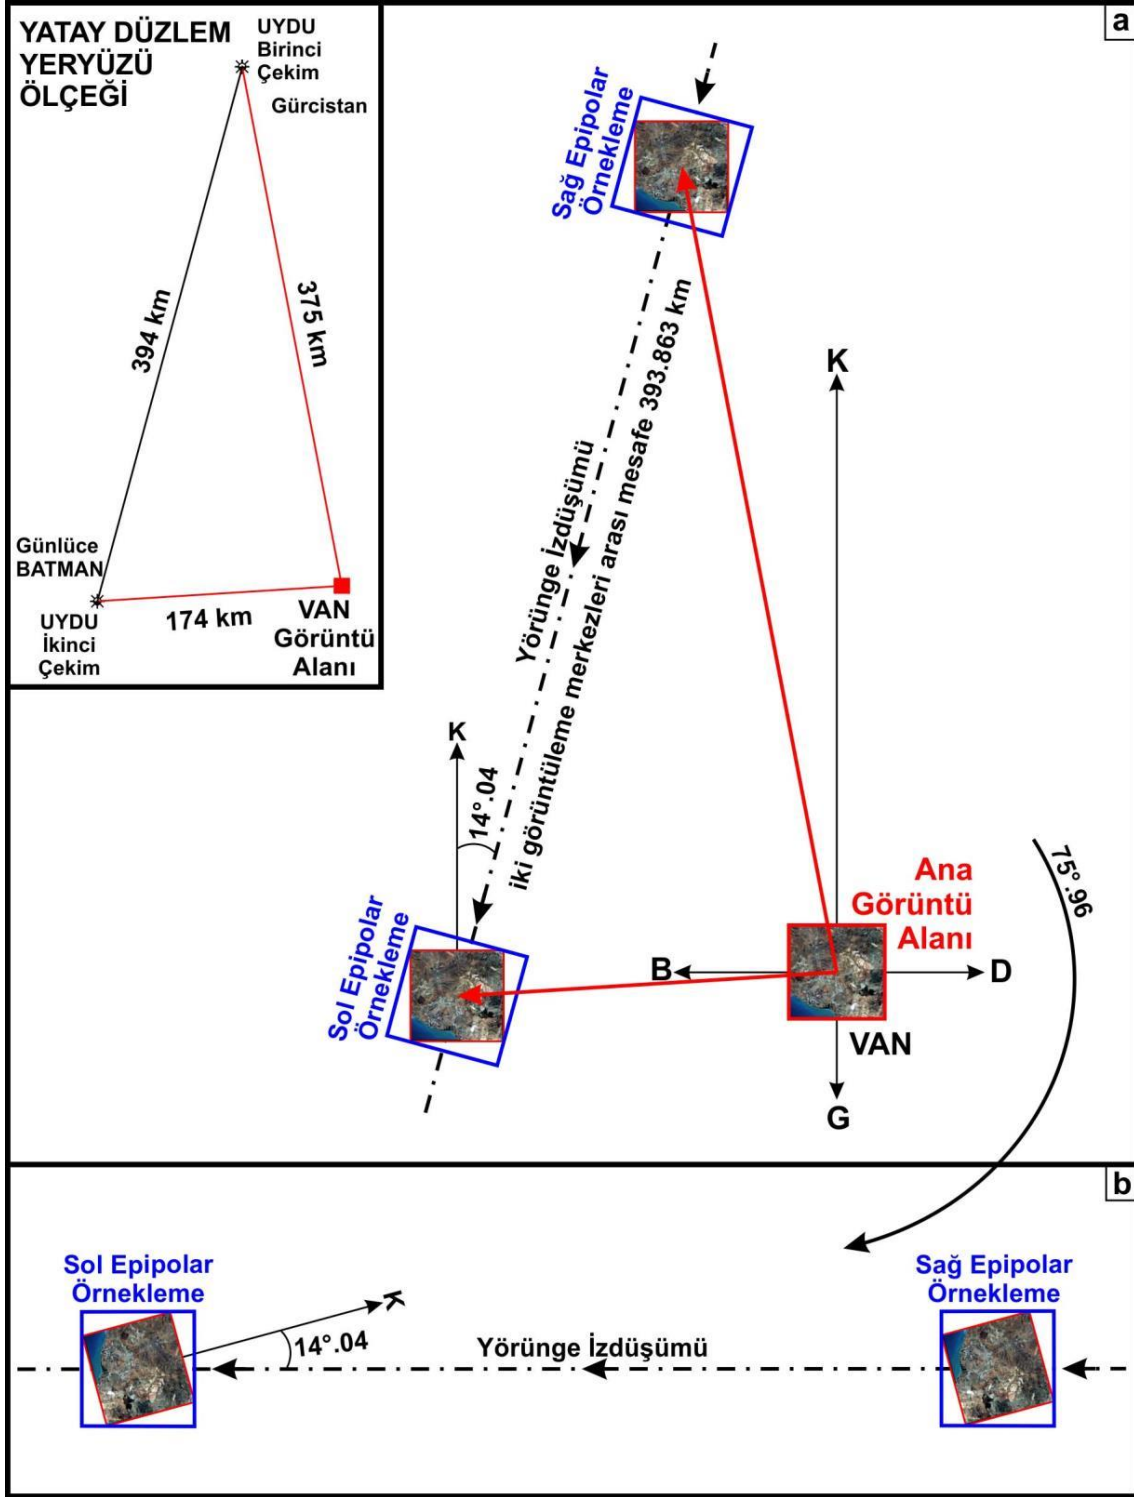 YATAY DÜZLEM
YERYÜZÜ
ÖLÇEĞİ
UYDU
Birinci
Çekim
Gürcistan
394 km
375 km
Günlüce
BATMAN
UYDU
İkinci
Çekim
174 km
VAN
Görüntü
Alanı
a
Sağ Epipolar
Örnekleme
Yörünge İzdüşümü
iki görüntüleme merkezleri arası mesafe 393.863 km
K
K
14°.04
Sol Epipolar
Örnekleme
Ana
Görüntü
Alanı
B
D
VAN
G
75°.96
b
Sol Epipolar
Örnekleme
K
14°.04
Yörünge İzdüşümü
Sağ Epipolar
Örnekleme